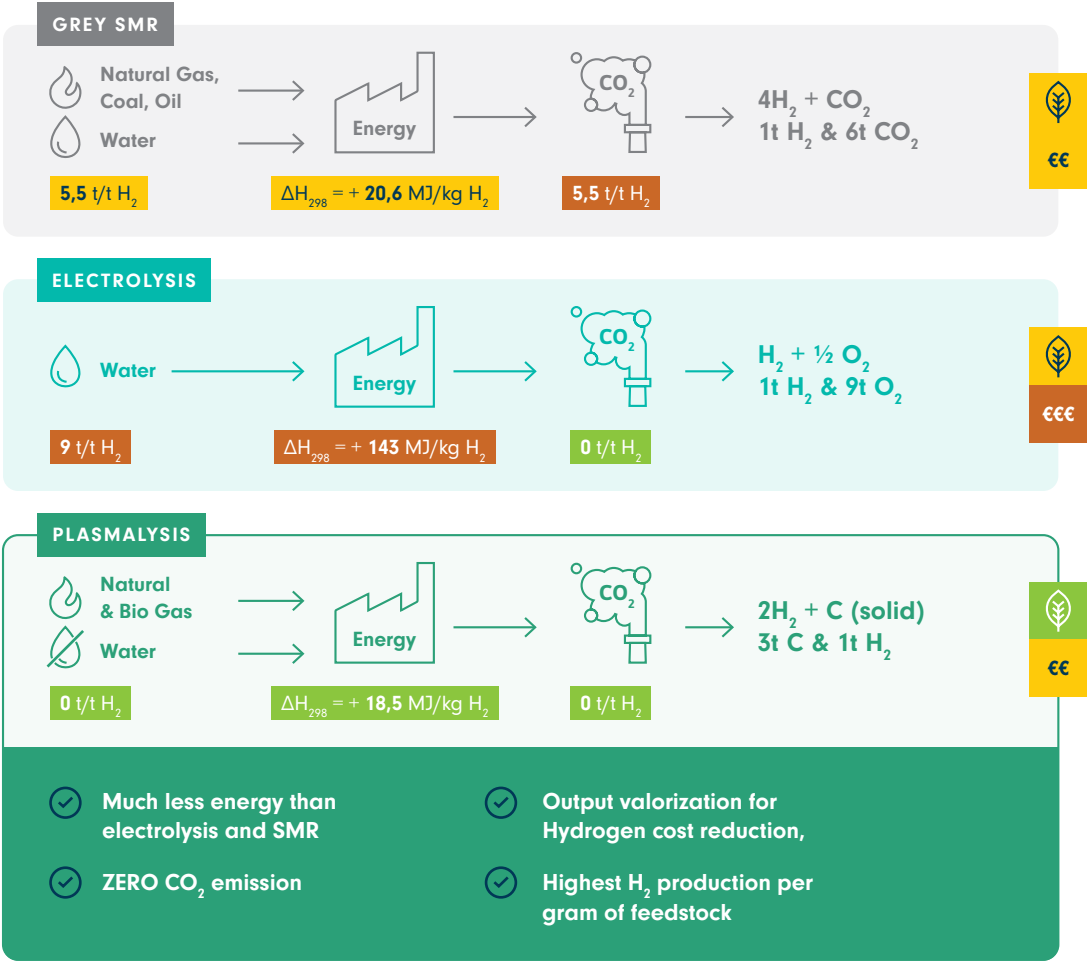 GREY SMR
Natural Gas,
Coal, Oil
Water
Energy
CO₂
4H₂ + CO₂
1t H₂ & 6t CO₂
€€
5,5 t/t H₂
ΔH₂₉₈ = + 20,6 MJ/kg H₂
5,5 t/t H₂
ELECTROLYSIS
Water
Energy
CO₂
H₂ + ½ O₂
1t H₂ & 9t O₂
€€€
9 t/t H₂
ΔH₂₉₈ = + 143 MJ/kg H₂
0 t/t H₂
PLASMALYSIS
Natural
& Bio Gas
Water
Energy
CO₂
2H₂ + C (solid)
3t C & 1t H₂
€€
0 t/t H₂
ΔH₂₉₈ = + 18,5 MJ/kg H₂
0 t/t H₂
Much less energy than
electrolysis and SMR
ZERO CO₂ emission
Output valorization for
Hydrogen cost reduction,
Highest H₂ production per
gram of feedstock